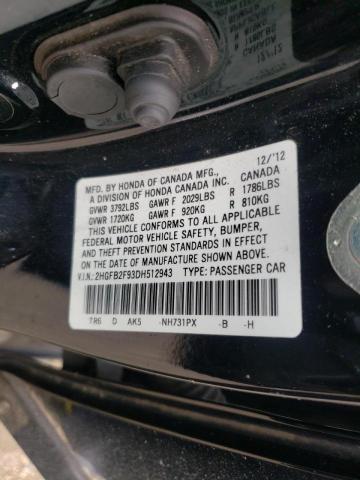 12/'12
MFD. BY HONDA OF CANADA MFG., CANADA
A DIVISION OF HONDA CANADA INC.
GVWR 3792LBS GAWR F 2029LBS R 1786LBS
GVWR 1720KG GAWR F 920KG R 810KG
THIS VEHICLE CONFORMS TO ALL APPLICABLE
FEDERAL MOTOR VEHICLE SAFETY, BUMPER,
AND THEFT PREVENTION STANDARDS IN EFFECT
ON THE DATE OF MANUFACTURE SHOWN ABOVE.
V.I.N.: 2HGFB2F93DH512943 TYPE: PASSENGER CAR
TR6 D AK5 -NH731PX -B -H